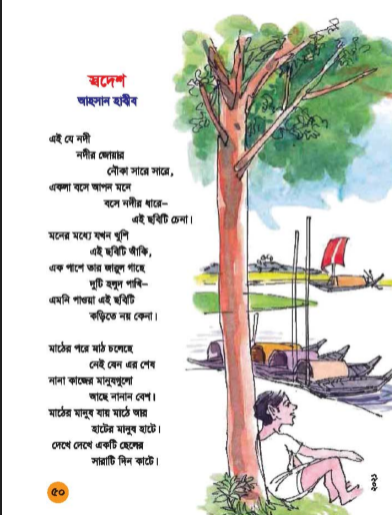 স্বদেশ
আহসান হাবীব
এই যে নদী
নদীর জোয়ার
নৌকা সারে সারে,
একলা বসে আপন মনে
বসে নদীর ধারে–
এই ছবিটি চেনা।
মনের মধ্যে যখন খুশি
এই ছবিটি আঁকি,
এক পাশে তার জারুল গাছে
দুটি হলুদ পাখি–
এমনি পাওয়া এই ছবিটি
কড়িতে নয় কেনা।
মাঠের পরে মাঠ চলেছে
নেই যেন এর শেষ
নানা কাজের মানুষগুলো
আছে নানান বেশ।
মাঠের মানুষ যায় মাঠে আর
হাটের মানুষ হাটে।
দেখে দেখে একটি ছেলের
সারাটি দিন কাটে।
৫০
২০২১